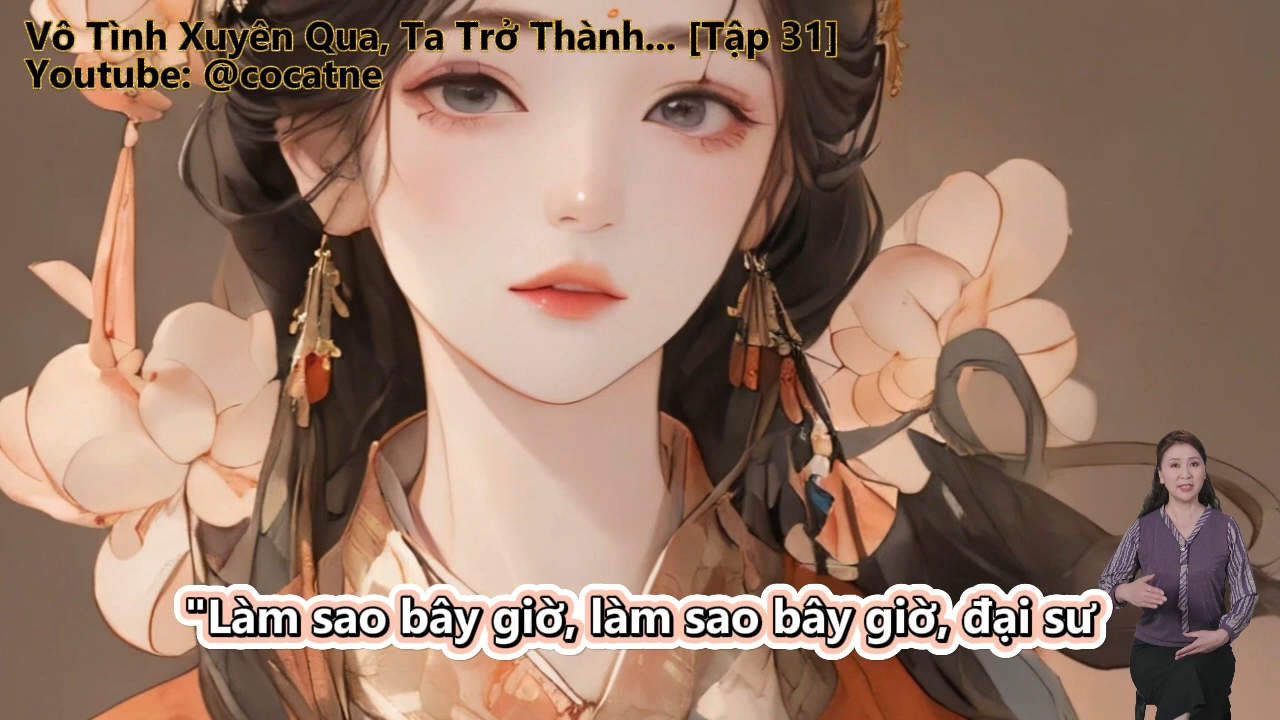 Vô Tình Xuyên Qua, Ta Trở Thành... [Tập 31]
Youtube: @cocatne
"Làm sao bây giờ, làm sao bây giờ, đại sư